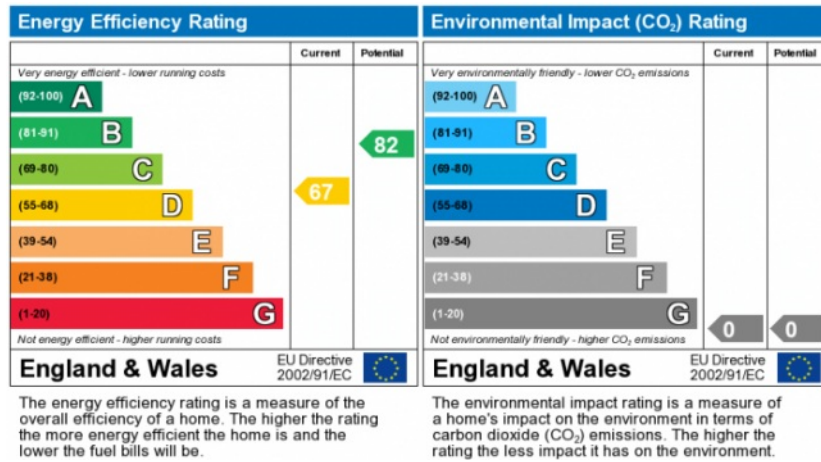 Energy Efficiency Rating
Current Potential
Very energy efficient - lower running costs
(92-100) A
(81-91) B
82
(69-80) C
(55-68) D
67
(39-54) E
(21-38) F
(1-20) G
Not energy efficient - higher running costs
England & Wales
EU Directive
2002/91/EC
The energy efficiency rating is a measure of the
overall efficiency of a home. The higher the rating
the more energy efficient the home is and the
lower the fuel bills will be.
Environmental Impact (CO₂) Rating
Current Potential
Very environmentally friendly - lower CO₂ emissions
(92-100) A
(81-91) B
(69-80) C
(55-68) D
(39-54) E
(21-38) F
(1-20) G
0 0
Not environmentally friendly - higher CO₂ emissions
England & Wales
EU Directive
2002/91/EC
The environmental impact rating is a measure of
a home's impact on the environment in terms of
carbon dioxide (CO₂) emissions. The higher the
rating the less impact it has on the environment.